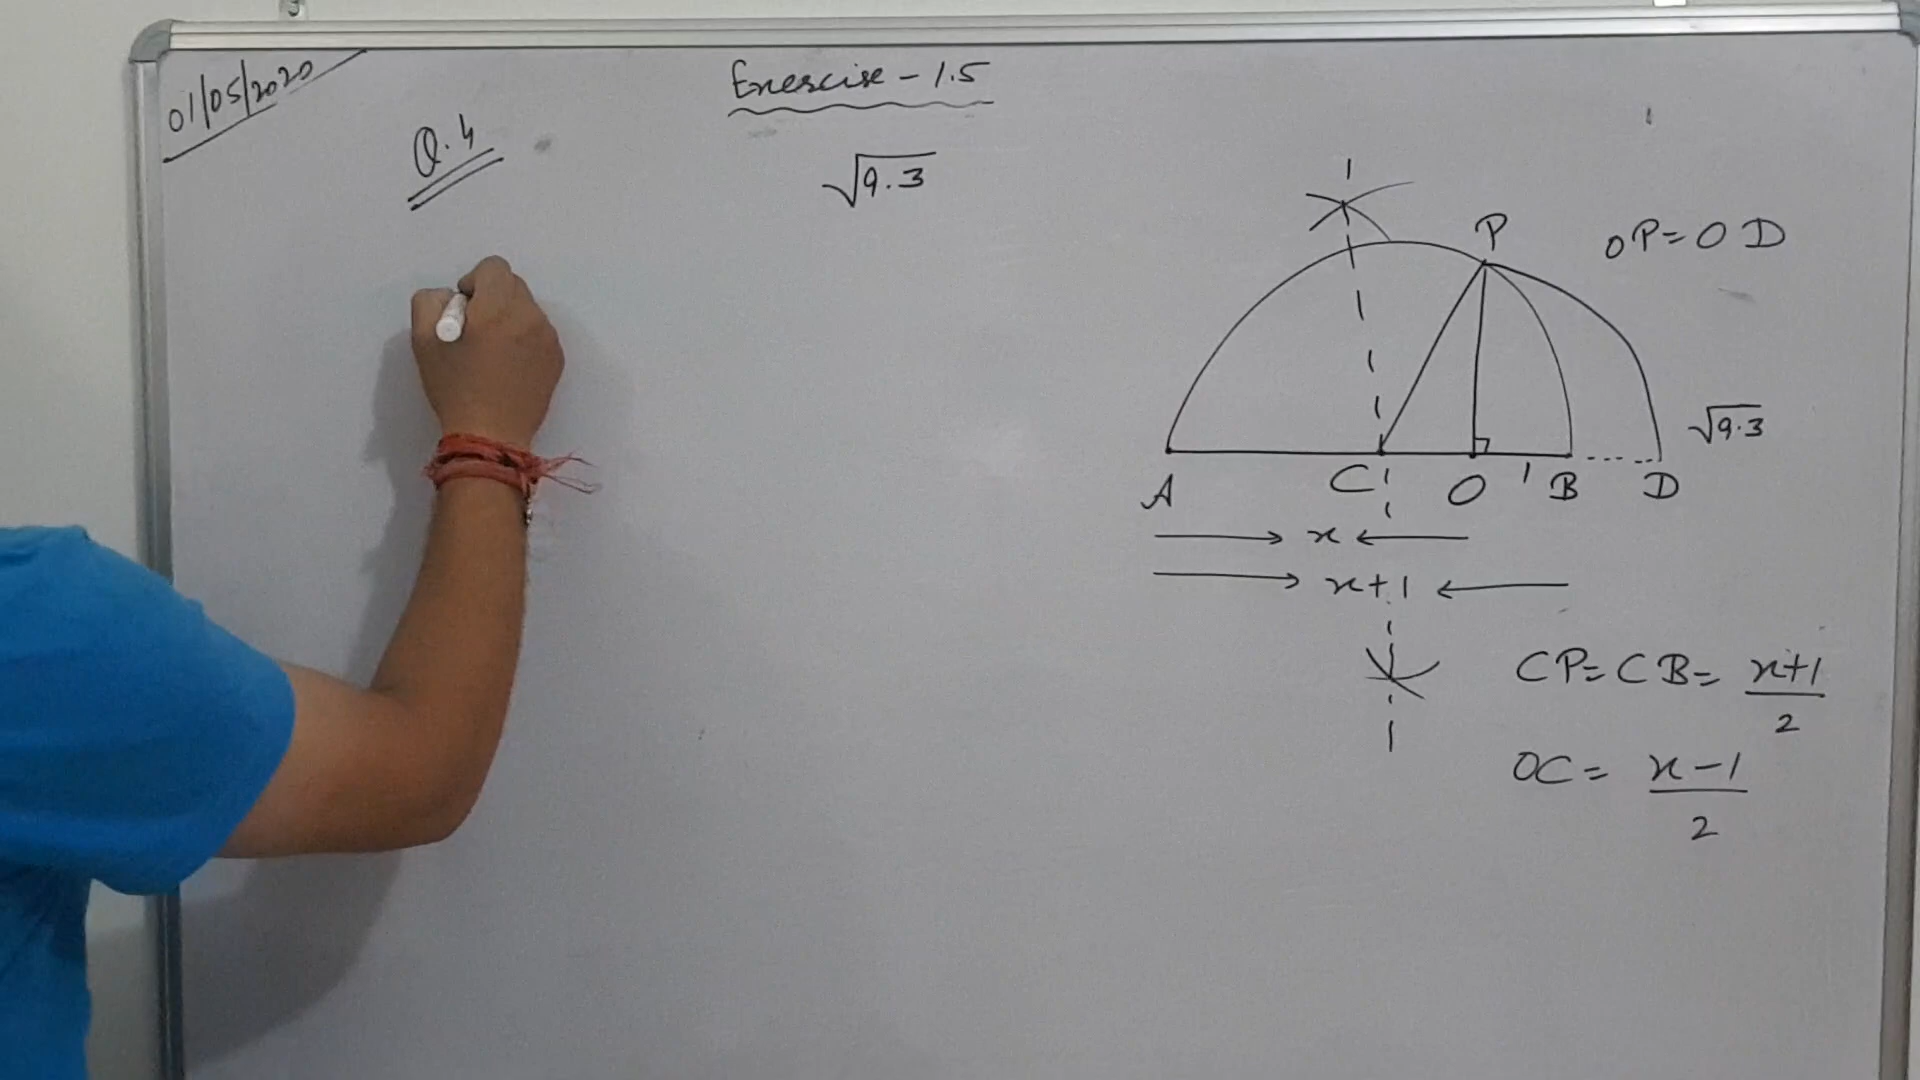 01/05/2020
Exercise - 1.5
Q.4
√9.3
P
OP = OD
√9.3
A C O 1 B D
x
x+1
CP = CB = x+1/2
OC = x-1/2